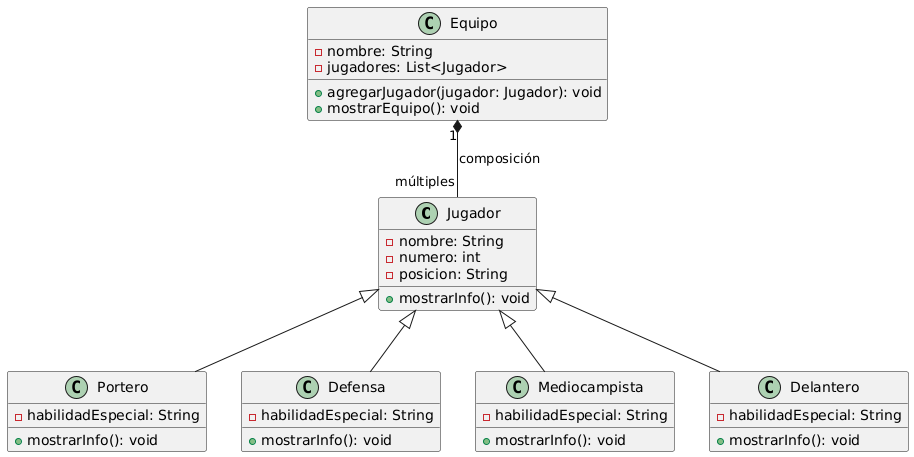 Equipo
nombre: String
jugadores: List<Jugador>
agregarJugador(jugador: Jugador): void
mostrarEquipo(): void
1
composición
múltiples
Jugador
nombre: String
numero: int
posicion: String
mostrarInfo(): void
Portero
habilidadEspecial: String
mostrarInfo(): void
Defensa
habilidadEspecial: String
mostrarInfo(): void
Mediocampista
habilidadEspecial: String
mostrarInfo(): void
Delantero
habilidadEspecial: String
mostrarInfo(): void